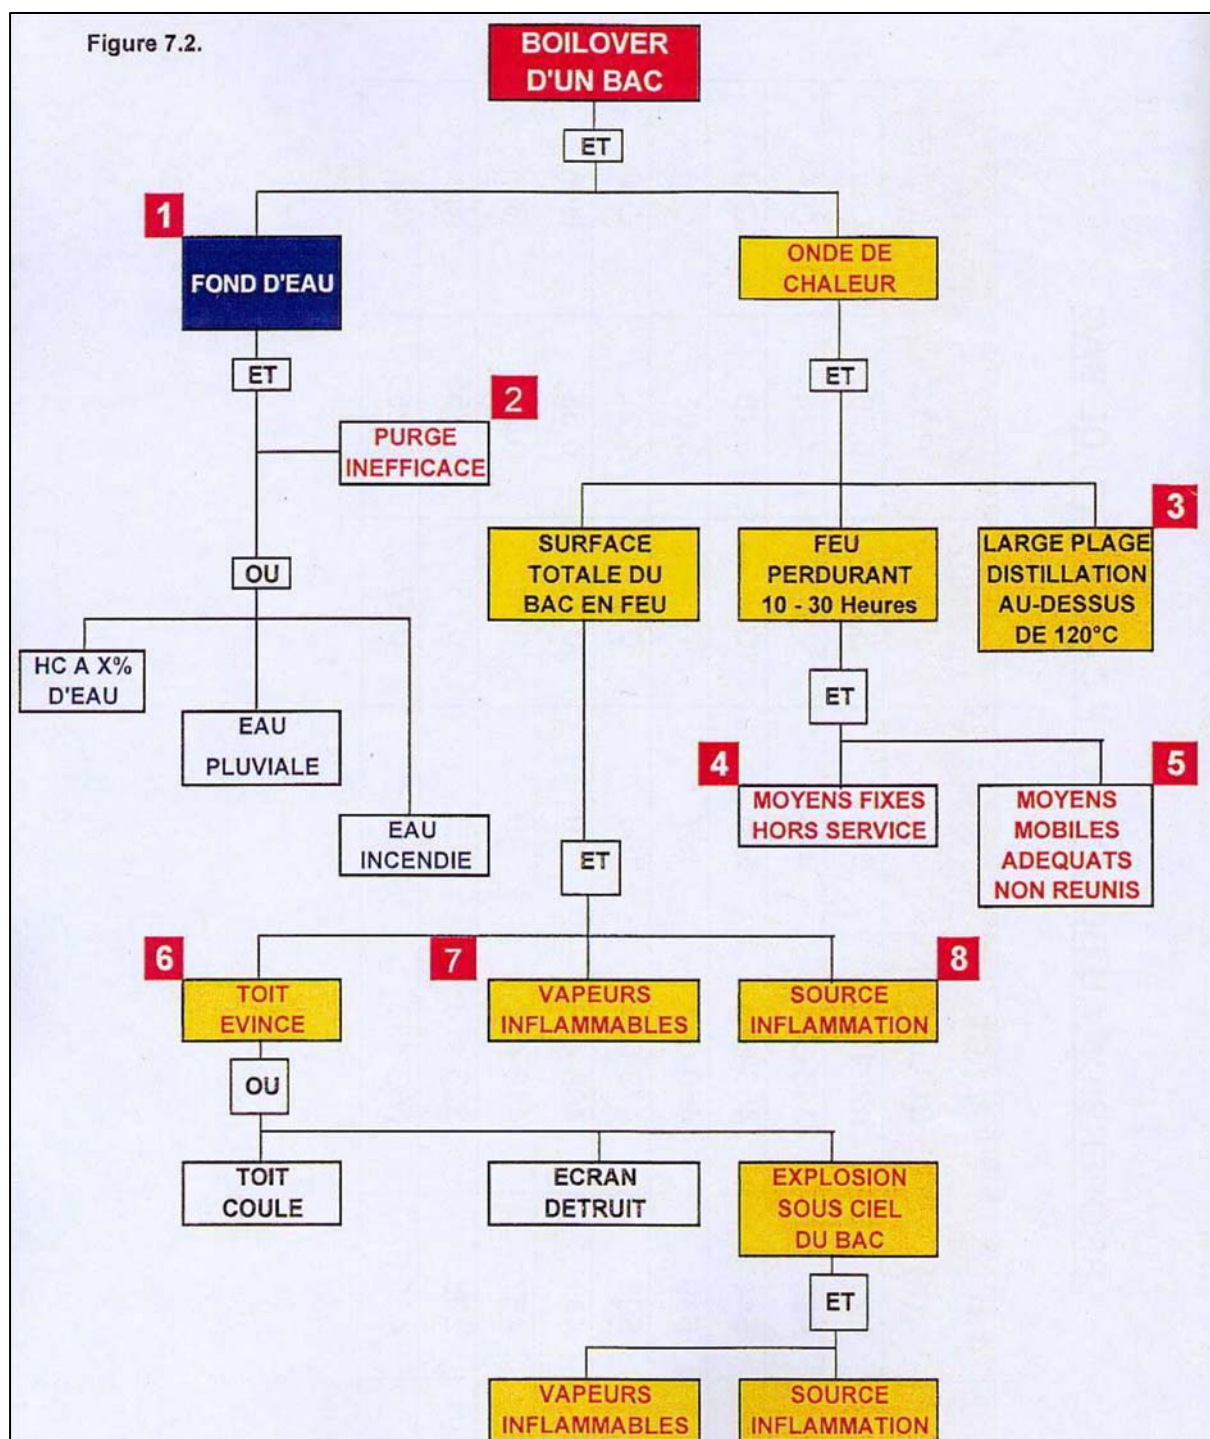 Figure 7.2.
BOILOVER
D'UN BAC
ET
1
FOND D'EAU
ONDE DE
CHALEUR
ET
ET
2
PURGE
INEFFICACE
3
SURFACE
TOTALE DU
BAC EN FEU
FEU
PERDURANT
10 - 30 Heures
LARGE PLAGE
DISTILLATION
AU-DESSUS
DE 120°C
OU
HC A X%
D'EAU
EAU
PLUVIALE
EAU
INCENDIE
ET
4
MOYENS FIXES
HORS SERVICE
5
MOYENS
MOBILES
ADEQUATS
NON REUNIS
ET
6
TOIT
EVINCE
7
VAPEURS
INFLAMMABLES
8
SOURCE
INFLAMMATION
OU
TOIT
COULE
ECRAN
DETRUIT
EXPLOSION
SOUS CIEL
DU BAC
ET
VAPEURS
INFLAMMABLES
SOURCE
INFLAMMATION